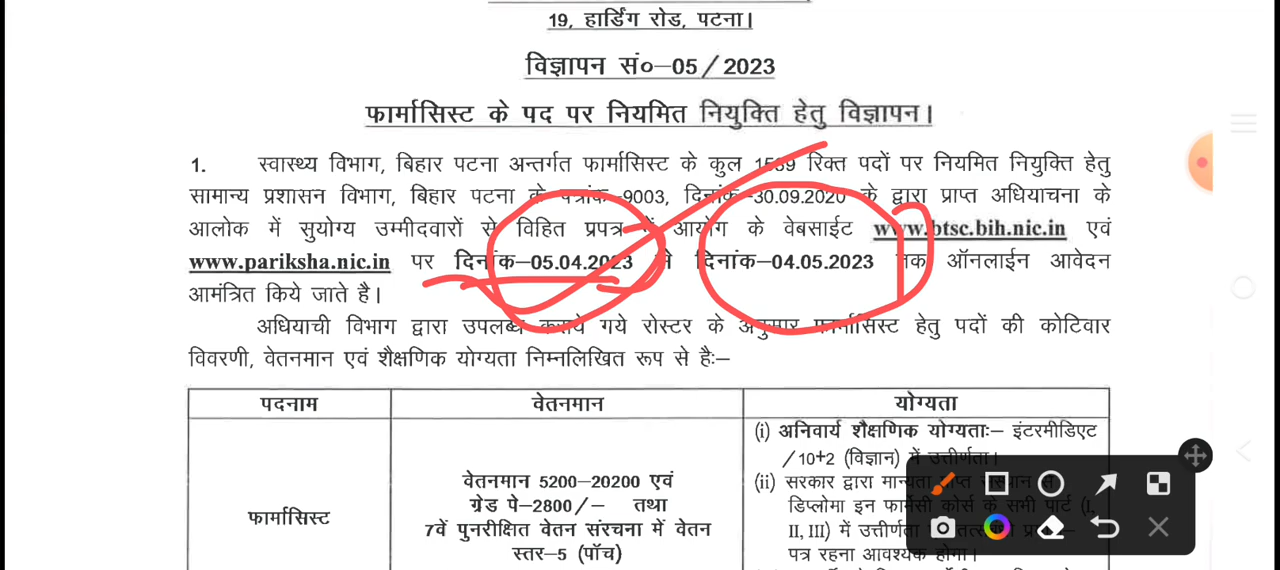 19, हार्डिंग रोड, पटना।
विज्ञापन सं०–05/2023
फार्मासिस्ट के पद पर नियमित नियुक्ति हेतु विज्ञापन।
1. स्वास्थ्य विभाग, बिहार पटना अन्तर्गत फार्मासिस्ट के कुल रिक्त पदों पर नियमित नियुक्ति हेतु
सामान्य प्रशासन विभाग, बिहार पटना के पत्रांक-9003, दिनांक-30.09.2020 के द्वारा प्राप्त अधियाचना के
आलोक में सुयोग्य उम्मीदवारों से विहित प्रपत्र में आयोग के वेबसाईट www.btsc.bih.nic.in एवं
www.pariksha.nic.in पर दिनांक–05.04.2023 से दिनांक–04.05.2023 तक ऑनलाईन आवेदन
आमंत्रित किये जाते है।
अधियाची विभाग द्वारा उपलब्ध कराये गये रोस्टर के अनुसार फार्मासिस्ट हेतु पदों की कोटिवार
विवरणी, वेतनमान एवं शैक्षणिक योग्यता निम्नलिखित रूप से हैः–
पदनाम वेतनमान योग्यता
फार्मासिस्ट
वेतनमान 5200–20200 एवं
ग्रेड पे–2800/– तथा
7वें पुनरीक्षित वेतन संरचना में वेतन
स्तर–5 (पॉच)
(i) अनिवार्य शैक्षणिक योग्यताः– इंटरमीडिएट
/10+2 (विज्ञान) में उत्तीर्णता।
(ii) सरकार द्वारा मान्यता प्राप्त संस्थान से
डिप्लोमा इन फार्मेसी कोर्स के सभी पार्ट (I,
II, III) में उत्तीर्णता
पत्र रहना आवश्यक होगा।